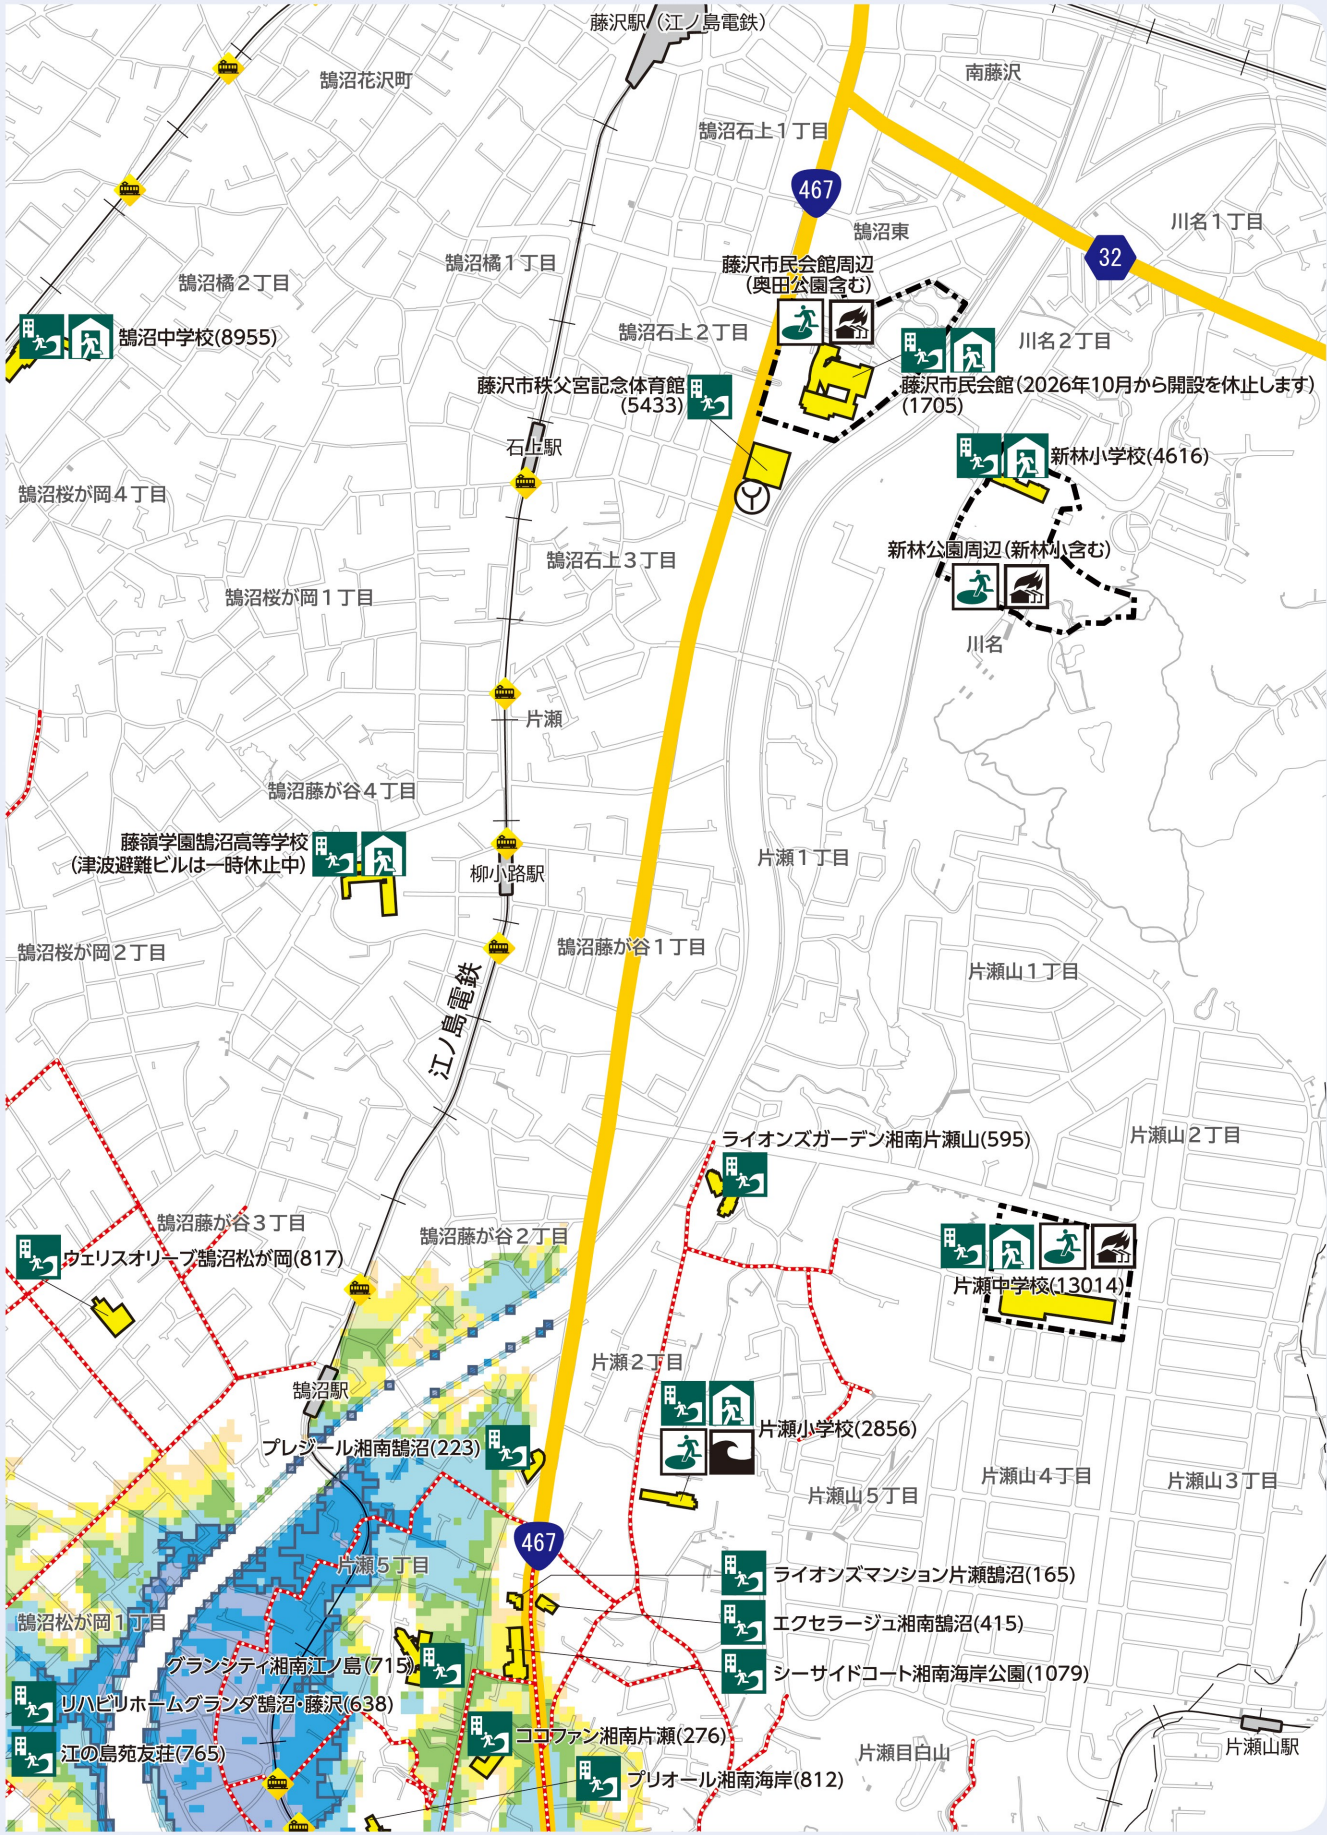 藤沢駅（江ノ島電鉄）
鵠沼花沢町
南藤沢
鵠沼石上１丁目
467
川名１丁目
鵠沼東
32
鵠沼橘１丁目
藤沢市民会館周辺
（奥田公園含む）
鵠沼橘２丁目
鵠沼中学校(8955)
鵠沼石上２丁目
川名２丁目
藤沢市秩父宮記念体育館
(5433)
藤沢市民会館（2026年10月から開設を休止します）
(1705)
石上駅
新林小学校(4616)
鵠沼桜が岡４丁目
新林公園周辺（新林小含む）
鵠沼石上３丁目
鵠沼桜が岡１丁目
川名
片瀬
鵠沼藤が谷４丁目
藤嶺学園鵠沼高等学校
（津波避難ビルは一時休止中）
柳小路駅
片瀬１丁目
鵠沼桜が岡２丁目
鵠沼藤が谷１丁目
片瀬山１丁目
江ノ島電鉄
ライオンズガーデン湘南片瀬山(595)
片瀬山２丁目
鵠沼藤が谷３丁目
鵠沼藤が谷２丁目
ウェリスオリーブ鵠沼松が岡(817)
片瀬中学校(13014)
片瀬２丁目
鵠沼駅
片瀬小学校(2856)
プレジール湘南鵠沼(223)
片瀬山４丁目
片瀬山３丁目
片瀬山５丁目
467
片瀬５丁目
ライオンズマンション片瀬鵠沼(165)
鵠沼松が岡１丁目
エクセラージュ湘南鵠沼(415)
グランシティ湘南江ノ島(715)
シーサイドコート湘南海岸公園(1079)
リハビリホームグランダ鵠沼・藤沢(638)
ココファン湘南片瀬(276)
江の島苑友荘(765)
片瀬目白山
片瀬山駅
プリオール湘南海岸(812)